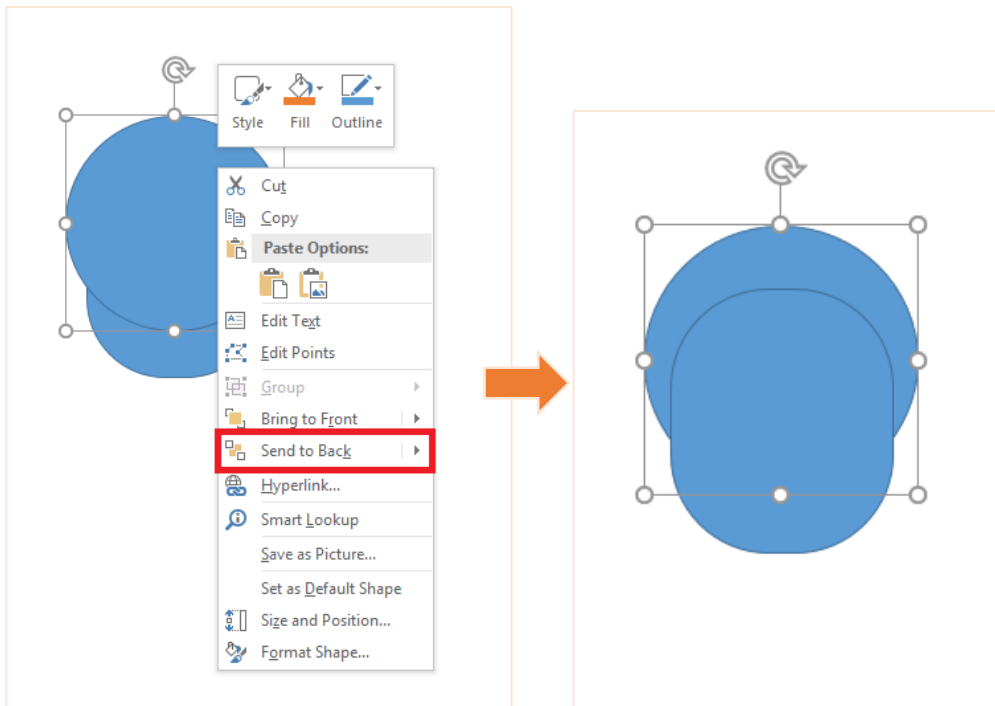 Style Fill Outline
Cut
Copy
Paste Options:
Edit Text
Edit Points
Group
Bring to Front
Send to Back
Hyperlink...
Smart Lookup
Save as Picture...
Set as Default Shape
Size and Position...
Format Shape...